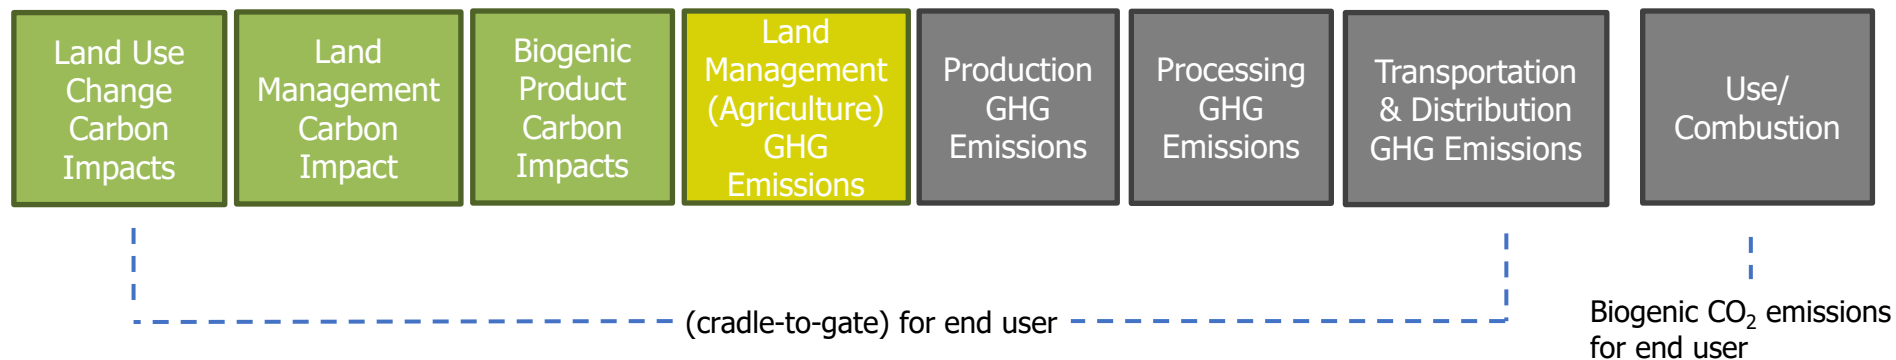 Land Use
Change
Carbon
Impacts
Land
Management
Carbon
Impact
Biogenic
Product
Carbon
Impacts
Land
Management
(Agriculture)
GHG
Emissions
Production
GHG
Emissions
Processing
GHG
Emissions
Transportation
& Distribution
GHG Emissions
Use/
Combustion
(cradle-to-gate) for end user
Biogenic CO₂ emissions
for end user